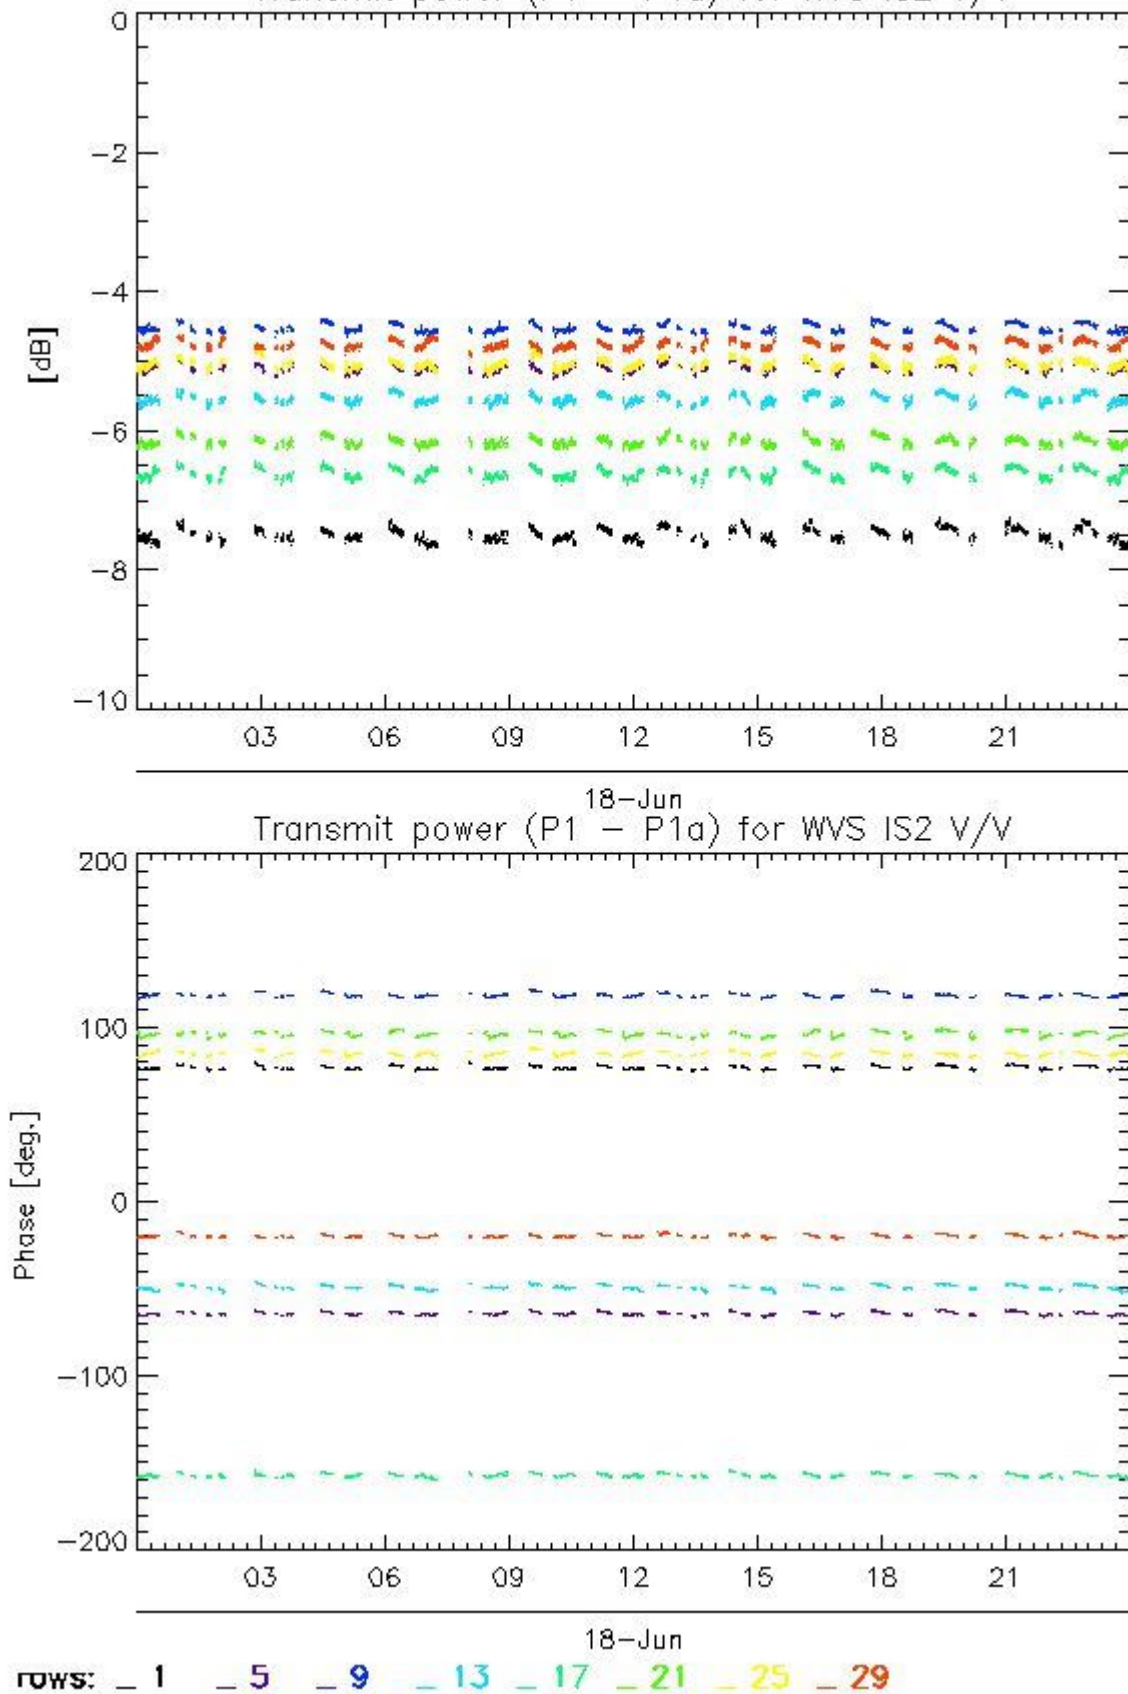 0
-2
-4
[dB]
-6
-8
-10
03 06 09 12 15 18 21
18-Jun
Transmit power (P1 - P1a) for WVS IS2 V/V
200
100
Phase [deg.]
0
-100
-200
03 06 09 12 15 18 21
18-Jun
rows: _ 1 _ 5 _ 9 _ 13 _ 17 _ 21 _ 25 _ 29